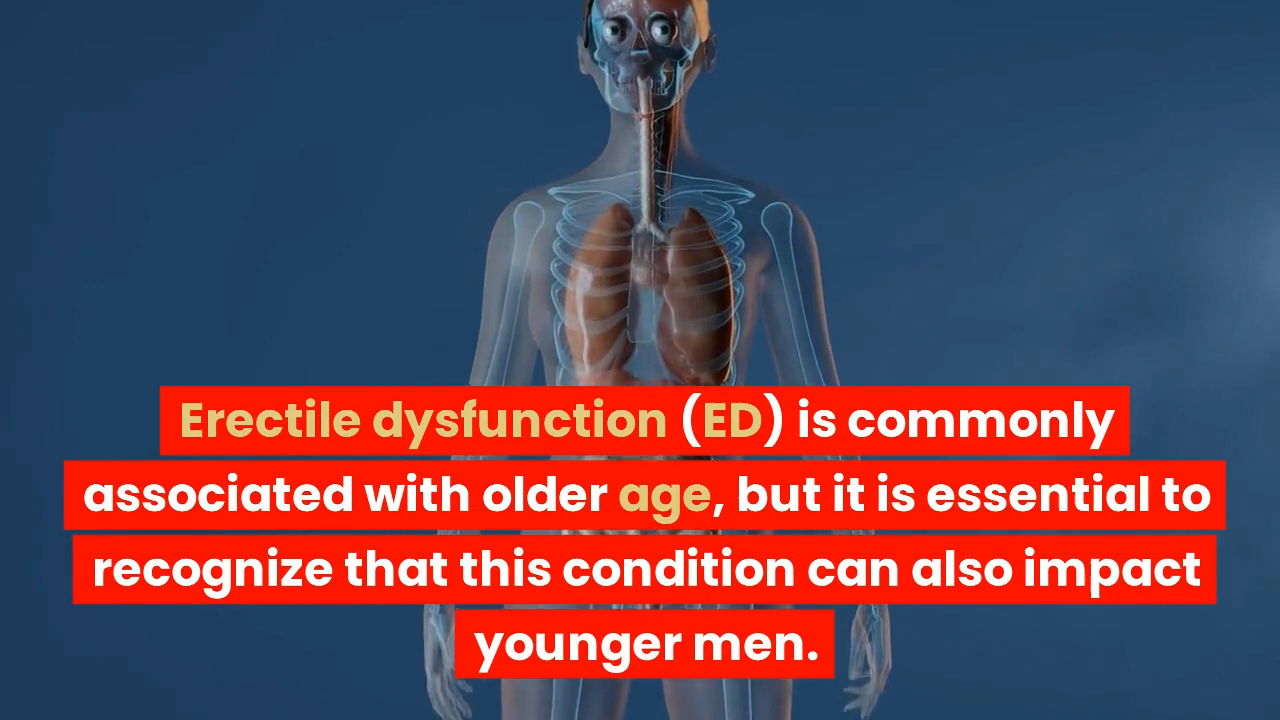 Erectile dysfunction (ED) is commonly
associated with older age, but it is essential to
recognize that this condition can also impact
younger men.